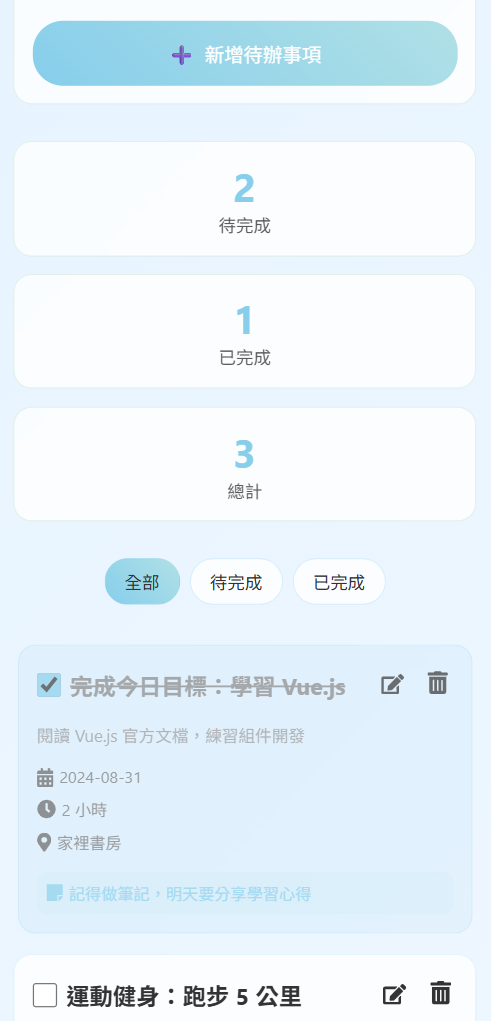 新增待辦事項
2
待完成
1
已完成
3
總計
全部 待完成 已完成
完成今日目標：學習 Vue.js
閱讀 Vue.js 官方文檔，練習組件開發
2024-08-31
2 小時
家裡書房
記得做筆記，明天要分享學習心得
運動健身：跑步 5 公里